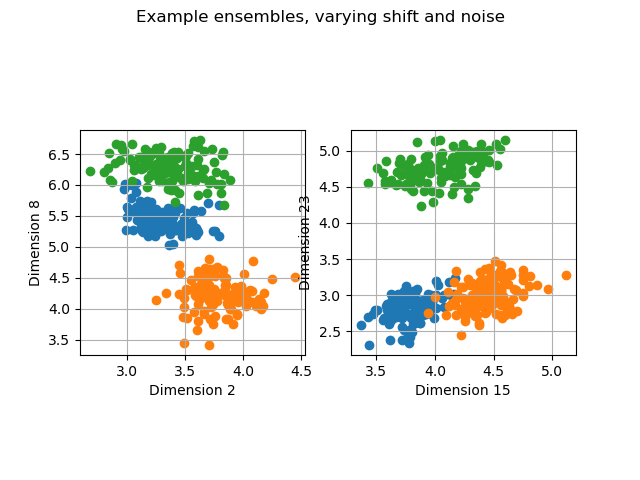 Example ensembles, varying shift and noise
6.5
6.0
5.5
5.0
4.5
4.0
3.5
Dimension 8
3.0 3.5 4.0 4.5
Dimension 2
5.0
4.5
4.0
3.5
3.0
2.5
Dimension 23
3.5 4.0 4.5 5.0
Dimension 15